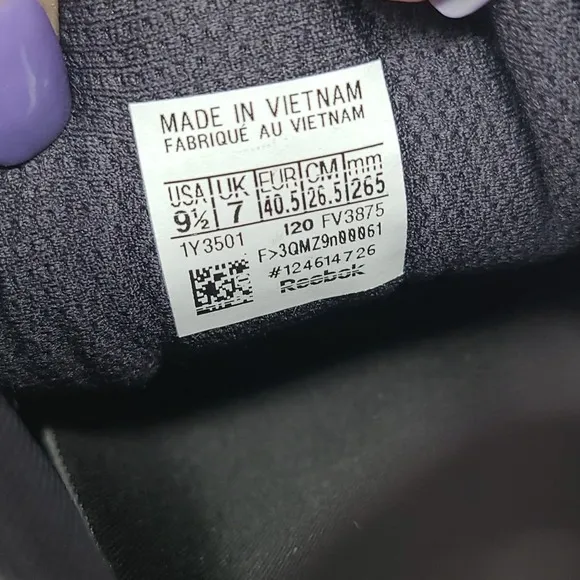 MADE IN VIETNAM
FABRIQUÉ AU VIETNAM
USA UK EUR CM mm
9½ 7 40.5 26.5 265
1Y3501 120 FV3875
F>3QMZ9n00061
#124614726
Reebok